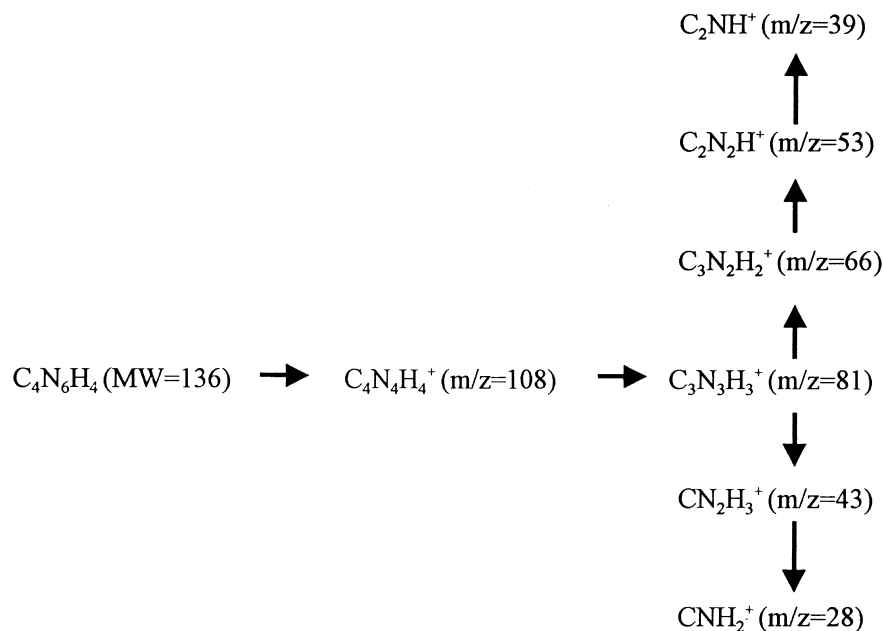 C₂NH⁺ (m/z=39)
C₂N₂H⁺ (m/z=53)
C₃N₂H₂⁺ (m/z=66)
C₄N₆H₄ (MW=136)
C₄N₄H₄⁺ (m/z=108)
C₃N₃H₃⁺ (m/z=81)
CN₂H₃⁺ (m/z=43)
CNH₂⁺ (m/z=28)